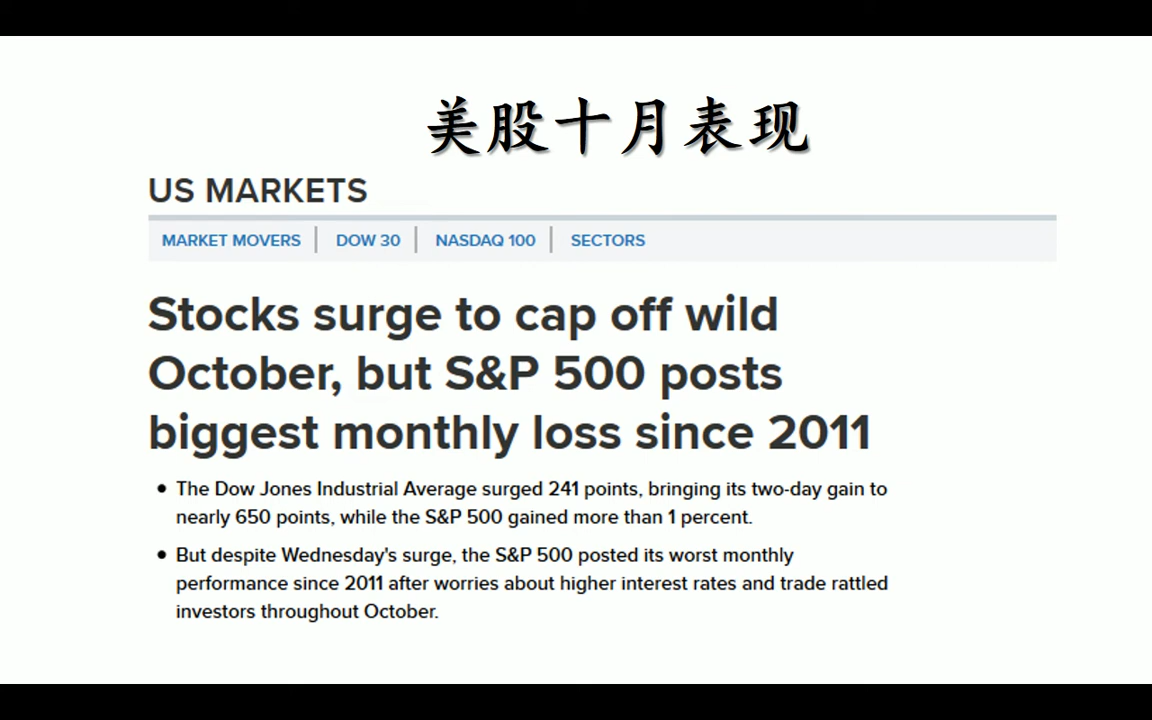 美股十月表现
US MARKETS
MARKET MOVERS | DOW 30 | NASDAQ 100 | SECTORS
Stocks surge to cap off wild
October, but S&P 500 posts
biggest monthly loss since 2011
• The Dow Jones Industrial Average surged 241 points, bringing its two-day gain to
nearly 650 points, while the S&P 500 gained more than 1 percent.
• But despite Wednesday's surge, the S&P 500 posted its worst monthly
performance since 2011 after worries about higher interest rates and trade rattled
investors throughout October.